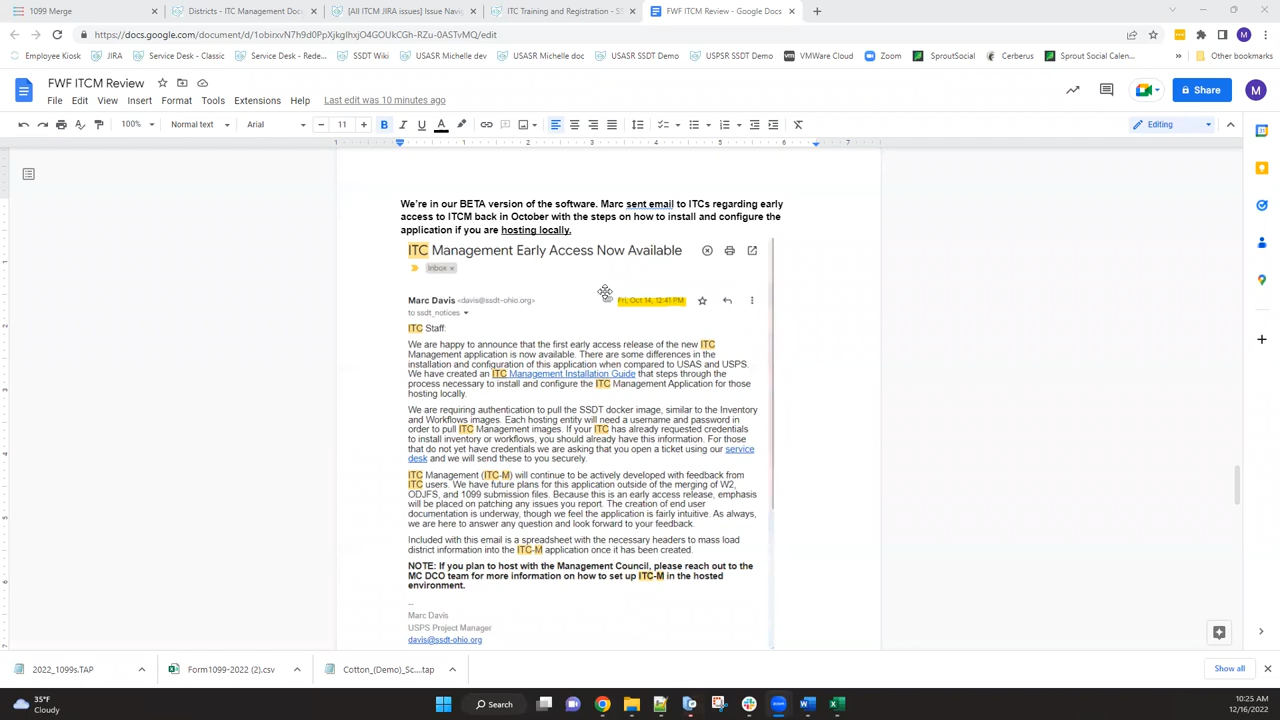 1099 Merge
Districts - ITC Management Docu
[All ITCM JIRA issues] Issue Navig
ITC Training and Registration - SS
FWF ITCM Review - Google Docs
https://docs.google.com/document/d/1obirxvN7h9d0PpXjkgIhxjO4GOUkCGh-RZu-0ASTvMQ/edit
Employee Kiosk
JIRA
Service Desk - Classic
Service Desk - Rede...
SSDT Wiki
USASR Michelle dev
USPSR Michelle doc
USASR SSDT Demo
USPSR SSDT Demo
VMWare Cloud
Zoom
SproutSocial
Cerberus
Sprout Social Calen...
Other bookmarks
FWF ITCM Review
File Edit View Insert Format Tools Extensions Help Last edit was 10 minutes ago
Share
M
100% Normal text Arial 11 B I U A
Editing
1 1 2 3 4 5 6 7
We're in our BETA version of the software. Marc sent email to ITCs regarding early
access to ITCM back in October with the steps on how to install and configure the
application if you are hosting locally.
ITC Management Early Access Now Available
Inbox x
Marc Davis <davis@ssdt-ohio.org>
Fri, Oct 14, 12:41 PM
to ssdt_notices
ITC Staff:
We are happy to announce that the first early access release of the new ITC
Management application is now available. There are some differences in the
installation and configuration of this application when compared to USAS and USPS.
We have created an ITC Management Installation Guide that steps through the
process necessary to install and configure the ITC Management Application for those
hosting locally.
We are requiring authentication to pull the SSDT docker image, similar to the Inventory
and Workflows images. Each hosting entity will need a username and password in
order to pull ITC Management images. If your ITC has already requested credentials
to install inventory or workflows, you should already have this information. For those
that do not yet have credentials we are asking that you open a ticket using our service
desk and we will send these to you securely.
ITC Management (ITC-M) will continue to be actively developed with feedback from
ITC users. We have future plans for this application outside of the merging of W2,
ODJFS, and 1099 submission files. Because this is an early access release, emphasis
will be placed on patching any issues you report. The creation of end user
documentation is underway, though we feel the application is fairly intuitive. As always,
we are here to answer any question and look forward to your feedback.
Included with this email is a spreadsheet with the necessary headers to mass load
district information into the ITC-M application once it has been created.
NOTE: If you plan to host with the Management Council, please reach out to the
MC DCO team for more information on how to set up ITC-M in the hosted
environment.
--
Marc Davis
USPS Project Manager
davis@ssdt-ohio.org
2022_1099s.TAP
Form1099-2022 (2).csv
Cotton_(Demo)_Sc....tap
Show all
35°F
Cloudy
Search
10:25 AM
12/16/2022